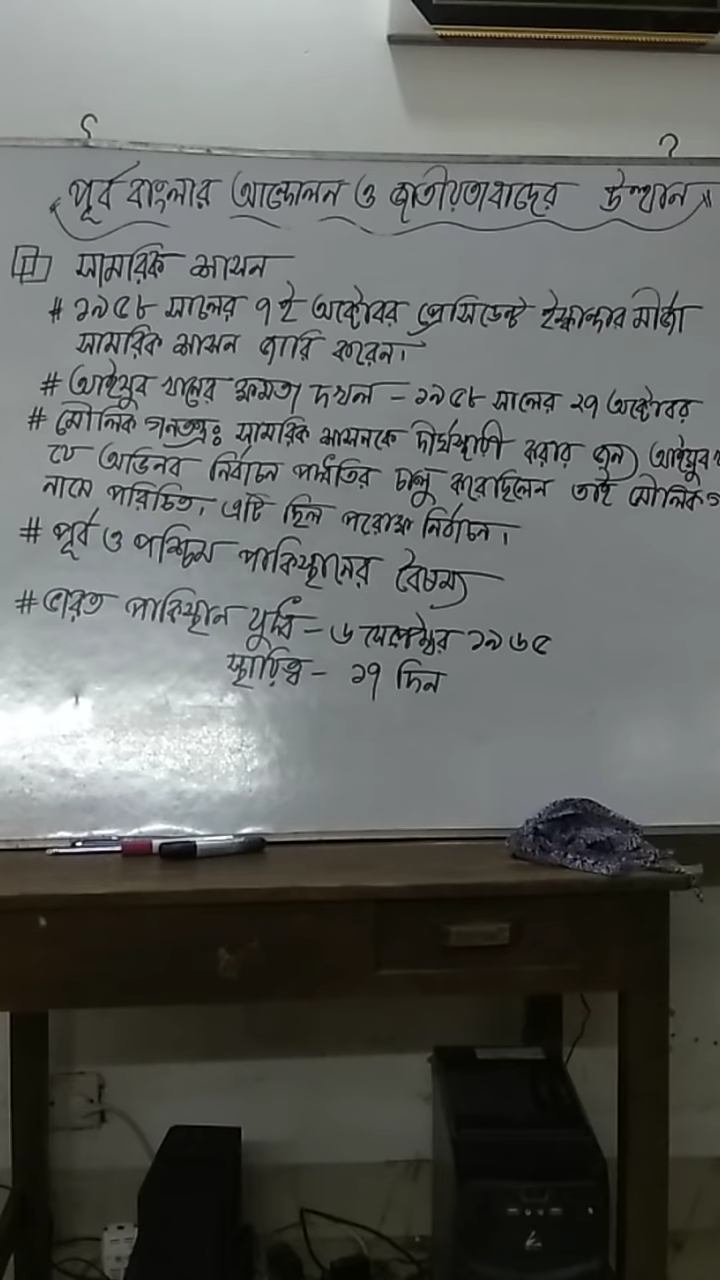 পূর্ব বাংলার আন্দোলন ও জাতীয়তাবাদের উত্থান
সামরিক শাসন
# ১৯৫৮ সালের ৭ই অক্টোবর প্রেসিডেন্ট ইস্কান্দার মীর্জা
সামরিক শাসন জারি করেন।
# আইয়ুব খানের ক্ষমতা দখল - ১৯৫৮ সালের ২৭ অক্টোবর
# মৌলিক গনতন্ত্রঃ সামরিক শাসনকে দীর্ঘস্থায়ী করার জন্য আইয়ুব
যে অভিনব নির্বাচন পদ্ধতির চালু করেছিলেন তাই মৌলিক গ
নামে পরিচিত, এটি ছিল পরোক্ষ নির্বাচন।
# পূর্ব ও পশ্চিম পাকিস্থানের বৈষম্য
# ভারত পাকিস্থান যুদ্ধ - ৬ সেপ্টেম্বর ১৯৬৫
স্থায়িত্ব - ১৭ দিন